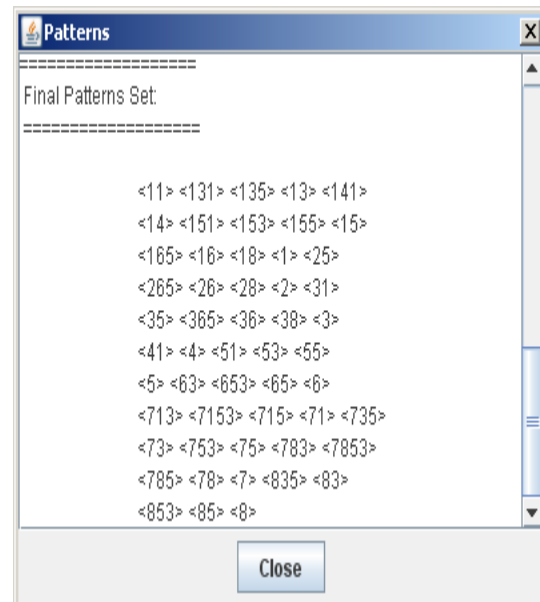 Patterns
===================
Final Patterns Set:
===================
<11> <131> <135> <13> <141>
<14> <151> <153> <155> <15>
<165> <16> <18> <1> <25>
<265> <26> <28> <2> <31>
<35> <365> <36> <38> <3>
<41> <4> <51> <53> <55>
<5> <63> <653> <65> <6>
<713> <7153> <715> <71> <735>
<73> <753> <75> <783> <7853>
<785> <78> <7> <835> <83>
<853> <85> <8>
Close